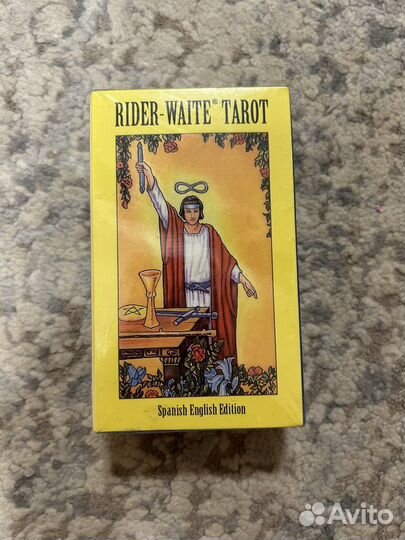 RIDER-WAITE® TAROT
Spanish English Edition
Avito